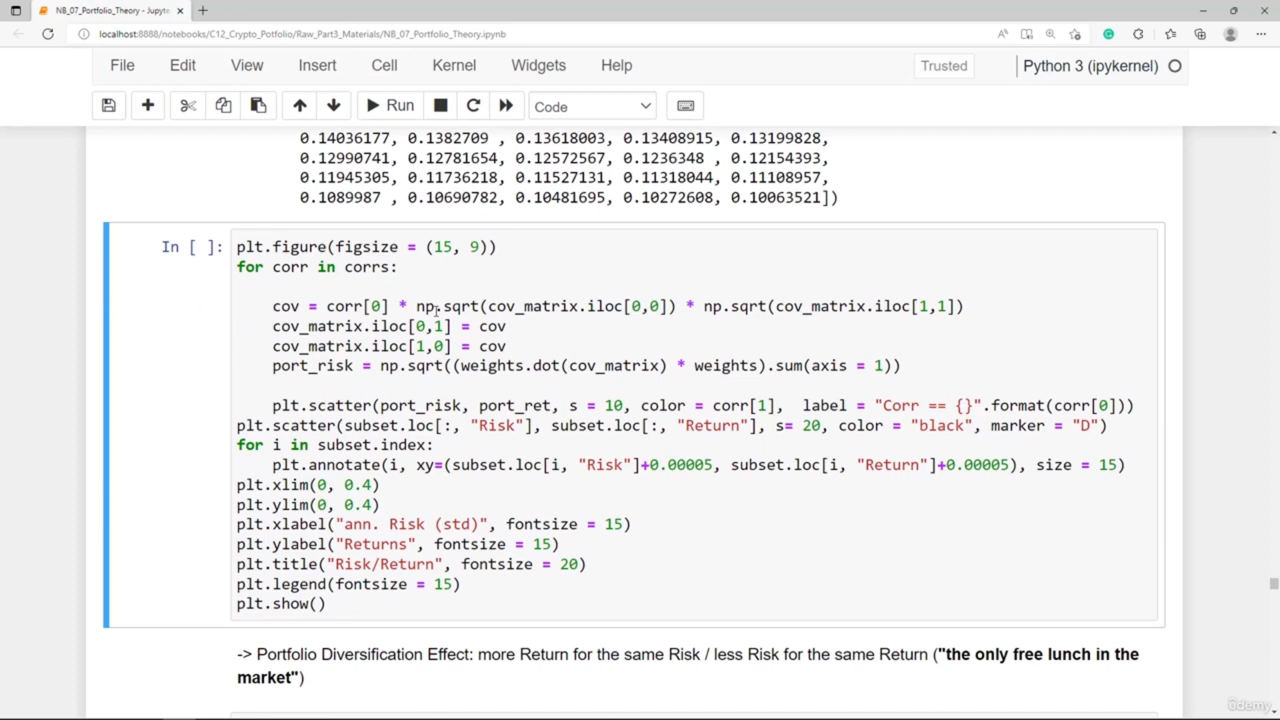 NB_07_Portfolio_Theory - Jupyte
localhost:8888/notebooks/C12_Crypto_Potfolio/Raw_Part3_Materials/NB_07_Portfolio_Theory.ipynb
File Edit View Insert Cell Kernel Widgets Help Trusted Python 3 (ipykernel)
Run Code
0.14036177, 0.1382709 , 0.13618003, 0.13408915, 0.13199828,
0.12990741, 0.12781654, 0.12572567, 0.1236348 , 0.12154393,
0.11945305, 0.11736218, 0.11527131, 0.11318044, 0.11108957,
0.1089987 , 0.10690782, 0.10481695, 0.10272608, 0.10063521])
In [ ]: plt.figure(figsize = (15, 9))
for corr in corrs:
cov = corr[0] * np.sqrt(cov_matrix.iloc[0,0]) * np.sqrt(cov_matrix.iloc[1,1])
cov_matrix.iloc[0,1] = cov
cov_matrix.iloc[1,0] = cov
port_risk = np.sqrt((weights.dot(cov_matrix) * weights).sum(axis = 1))
plt.scatter(port_risk, port_ret, s = 10, color = corr[1],  label = "Corr == {}".format(corr[0]))
plt.scatter(subset.loc[:, "Risk"], subset.loc[:, "Return"], s= 20, color = "black", marker = "D")
for i in subset.index:
plt.annotate(i, xy=(subset.loc[i, "Risk"]+0.00005, subset.loc[i, "Return"]+0.00005), size = 15)
plt.xlim(0, 0.4)
plt.ylim(0, 0.4)
plt.xlabel("ann. Risk (std)", fontsize = 15)
plt.ylabel("Returns", fontsize = 15)
plt.title("Risk/Return", fontsize = 20)
plt.legend(fontsize = 15)
plt.show()
-> Portfolio Diversification Effect: more Return for the same Risk / less Risk for the same Return ("the only free lunch in the
market")
ûdemy